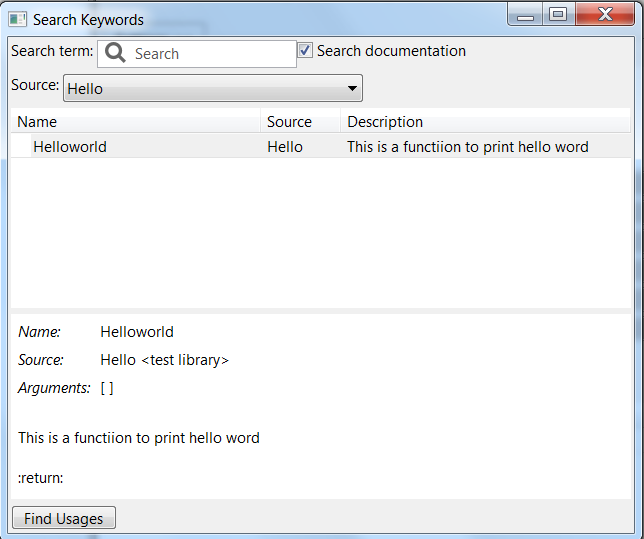 Search Keywords
Search term: Search Search documentation
Source: Hello
Name Source Description
Helloworld Hello This is a functiion to print hello word
Name: Helloworld
Source: Hello <test library>
Arguments: [ ]
This is a functiion to print hello word
:return:
Find Usages